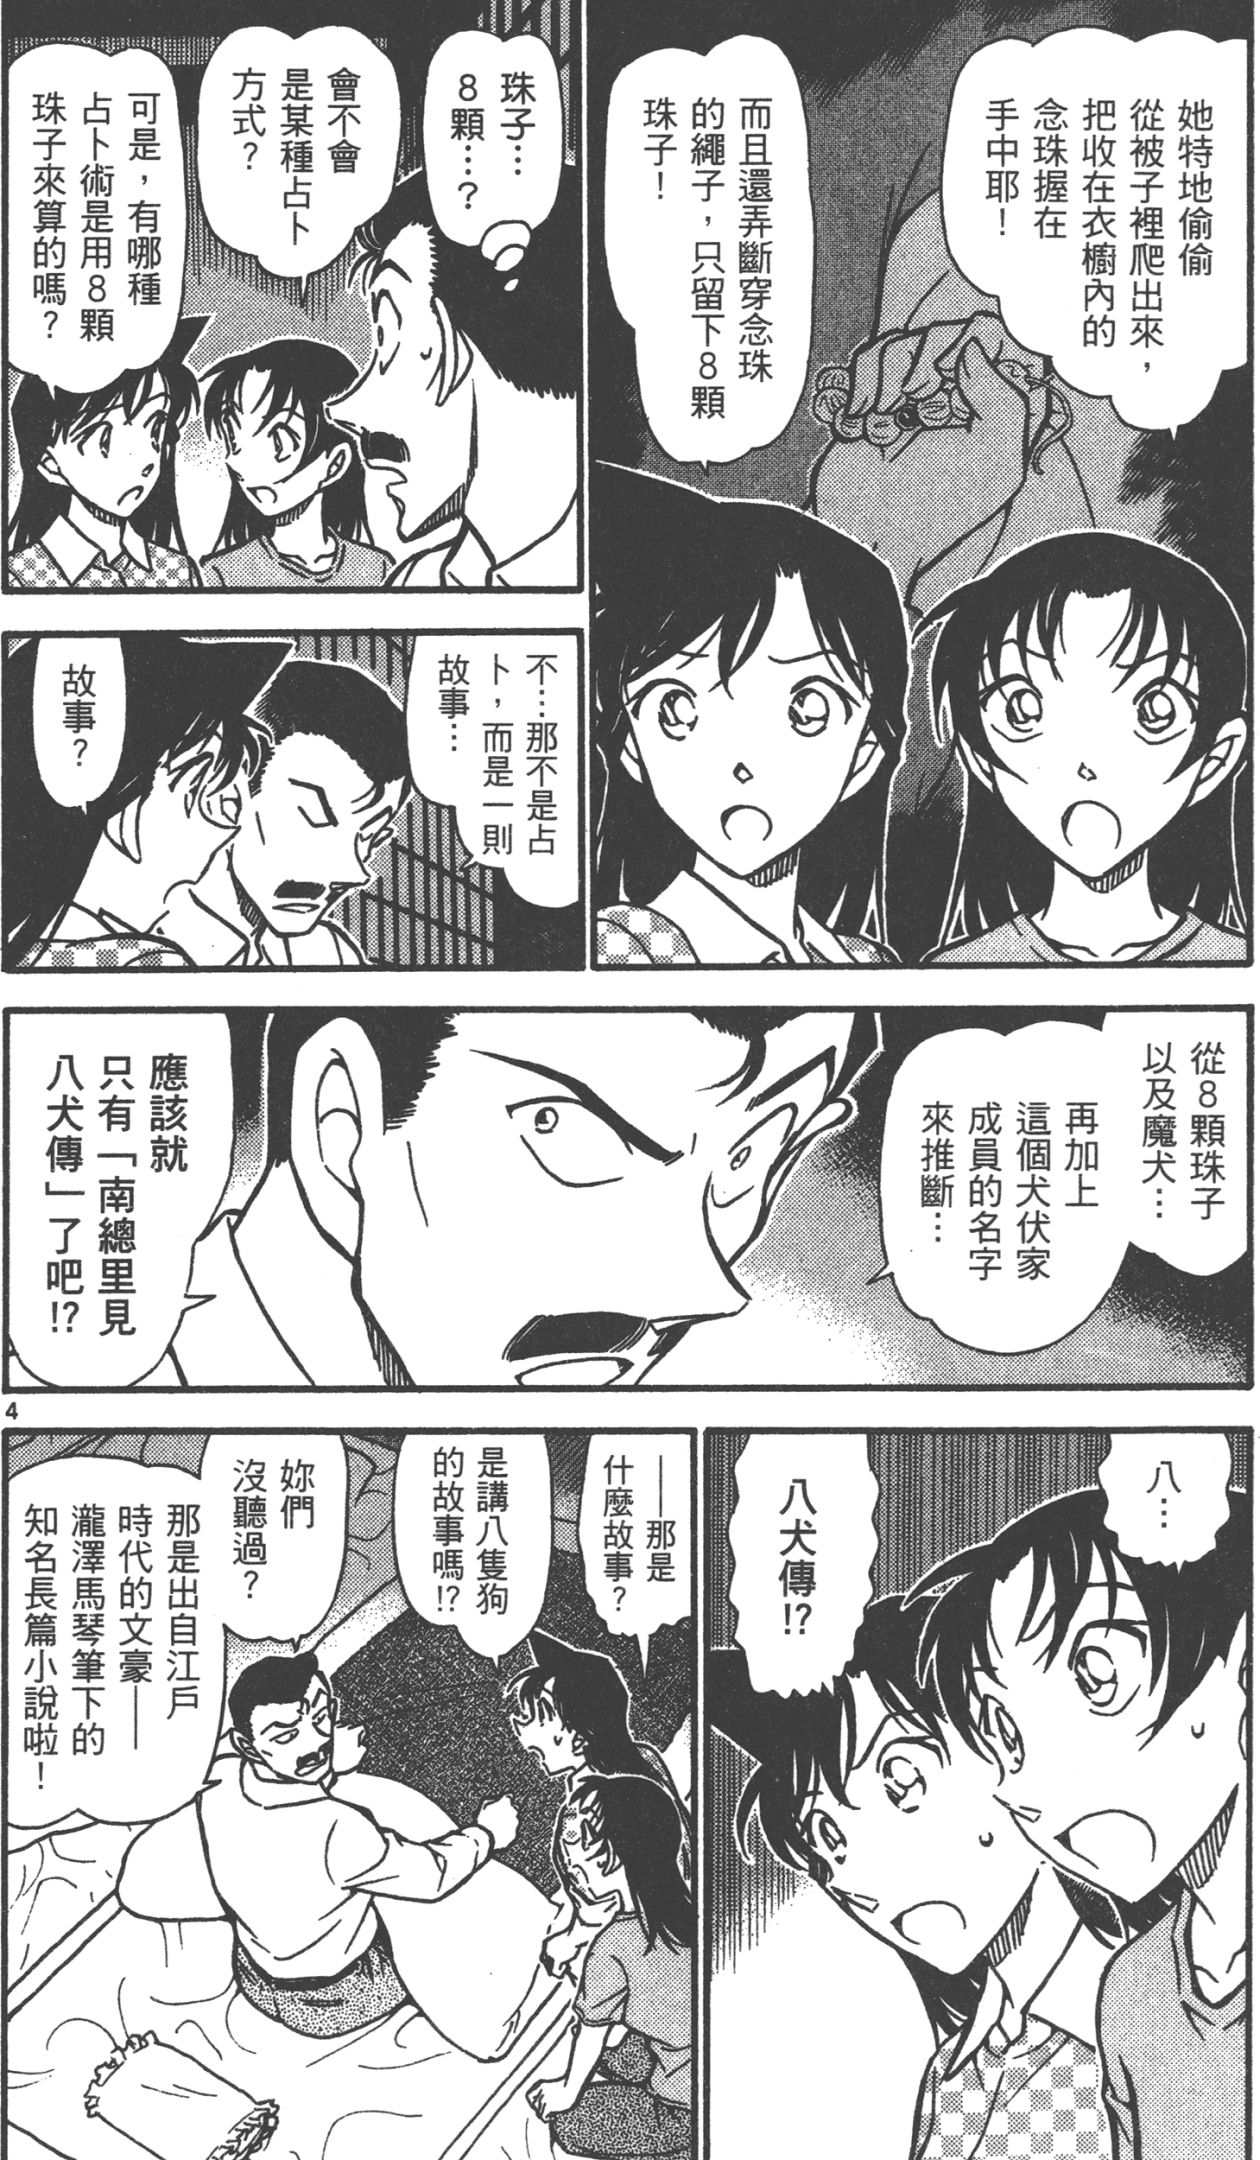 她特地偷偷
從被子裡爬出來，
把收在衣櫥內的
念珠握在
手中耶！
而且還弄斷穿念珠
的繩子，只留下8顆
珠子！
珠子…
8顆…？
會不會
是某種占卜
方式？
可是，有哪種
占卜術是用8顆
珠子來算的嗎？
不…那不是占
卜，而是一則
故事…
故事？
從8顆珠子
以及魔犬…
再加上
這個犬伏家
成員的名字
來推斷…
應該就
只有「南總里見
八犬傳」了吧!?
4
八…
八犬傳!?
——那是
什麼故事？
是講八隻狗
的故事嗎!?
妳們
沒聽過？
那是出自江戶
時代的文豪——
瀧澤馬琴筆下的
知名長篇小說啦！